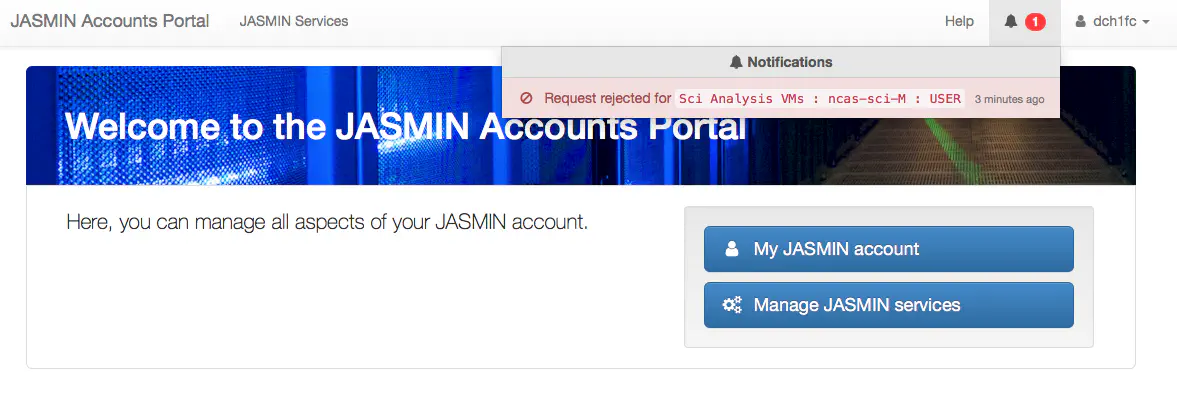 JASMIN Accounts Portal JASMIN Services Help 1 dch1fc
Notifications
Request rejected for Sci Analysis VMs : ncas-sci-M : USER 3 minutes ago
Welcome to the JASMIN Accounts Portal
Here, you can manage all aspects of your JASMIN account.
My JASMIN account
Manage JASMIN services